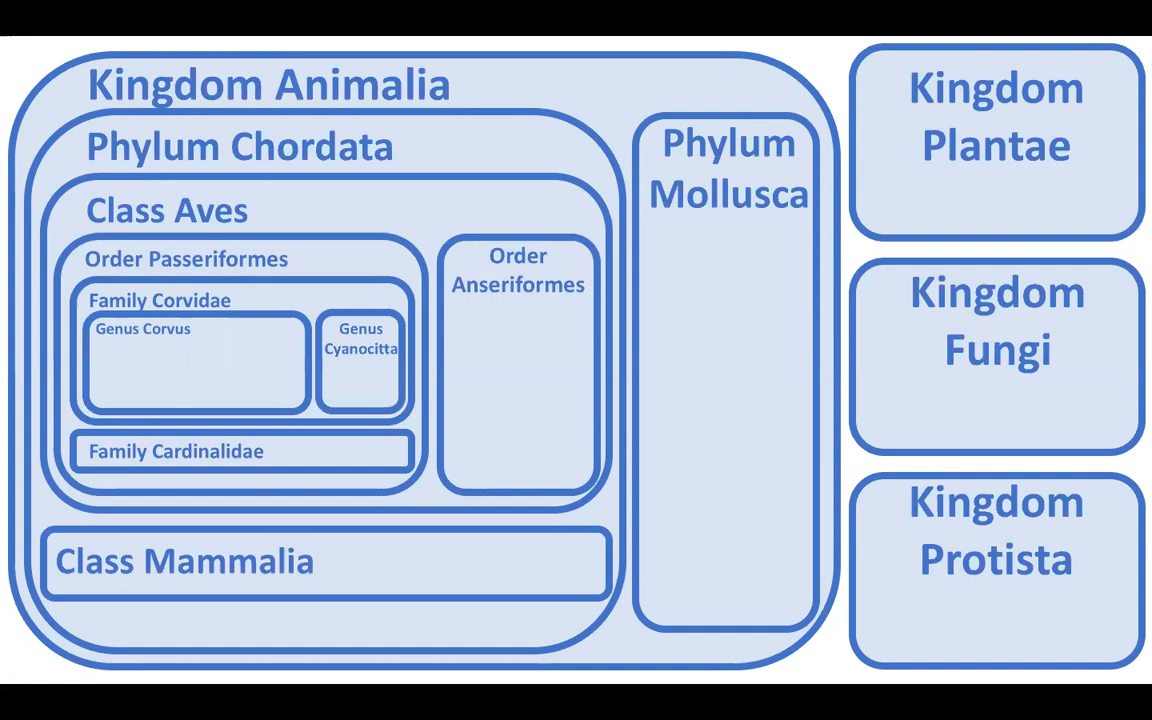 Kingdom Animalia
Phylum Chordata
Class Aves
Order Passeriformes
Family Corvidae
Genus Corvus
Genus
Cyanocitta
Family Cardinalidae
Order
Anseriformes
Class Mammalia
Phylum
Mollusca
Kingdom
Plantae
Kingdom
Fungi
Kingdom
Protista